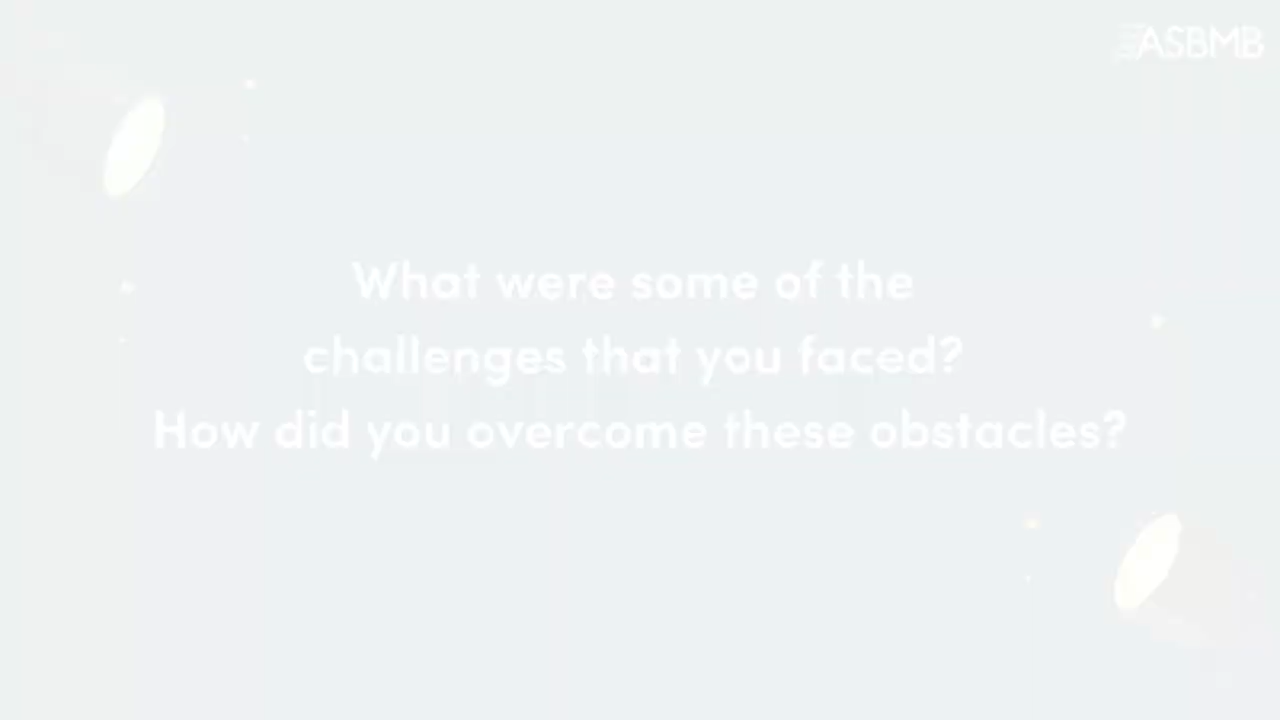 ASBMB
What were some of the
challenges that you faced?
How did you overcome these obstacles?